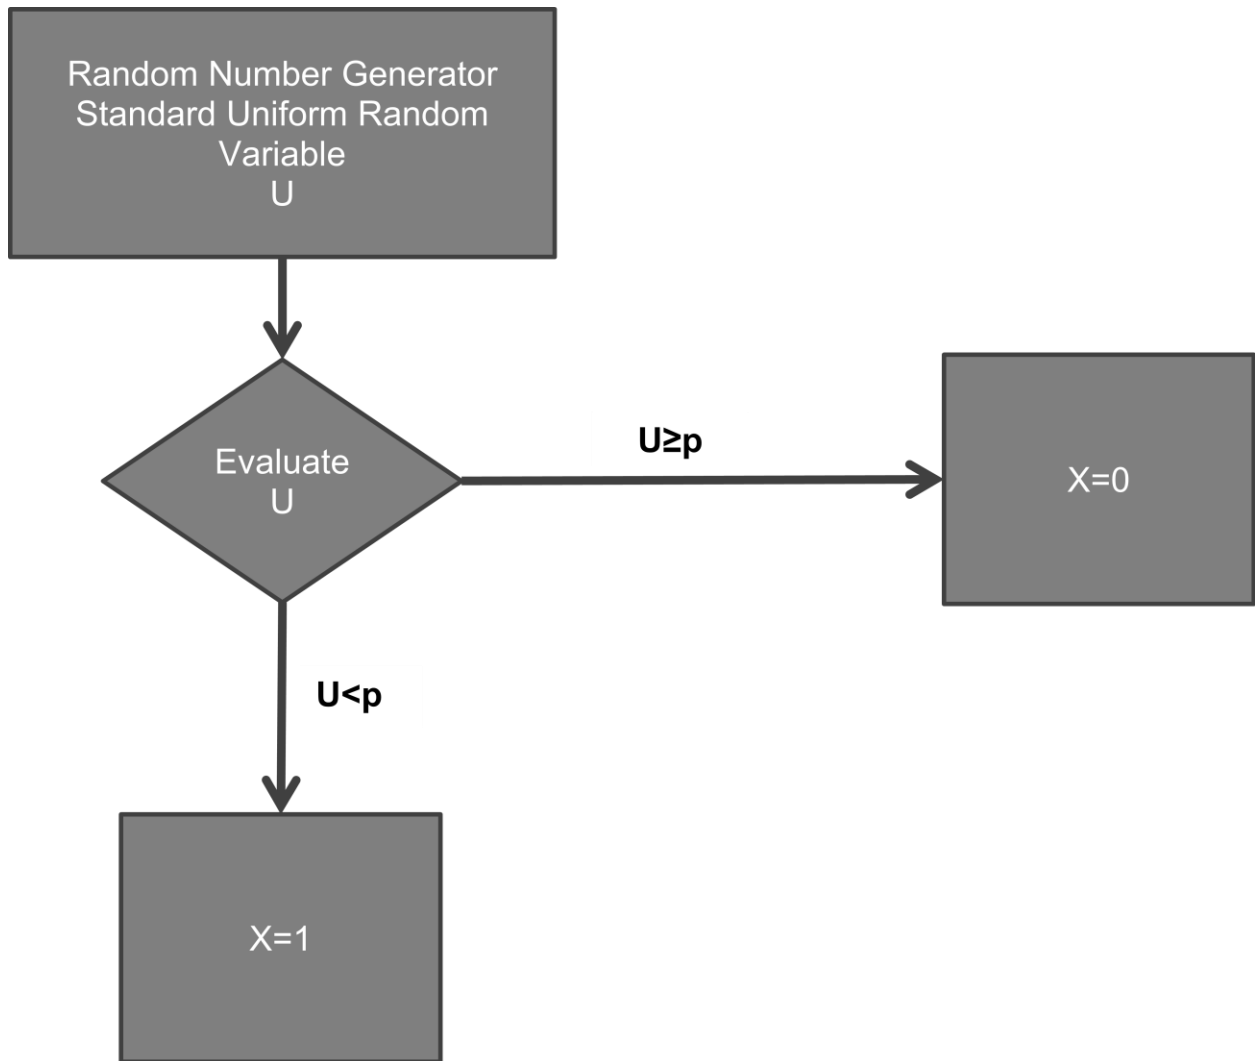 Random Number Generator
Standard Uniform Random
Variable
U
Evaluate
U
U≥p
X=0
U<p
X=1